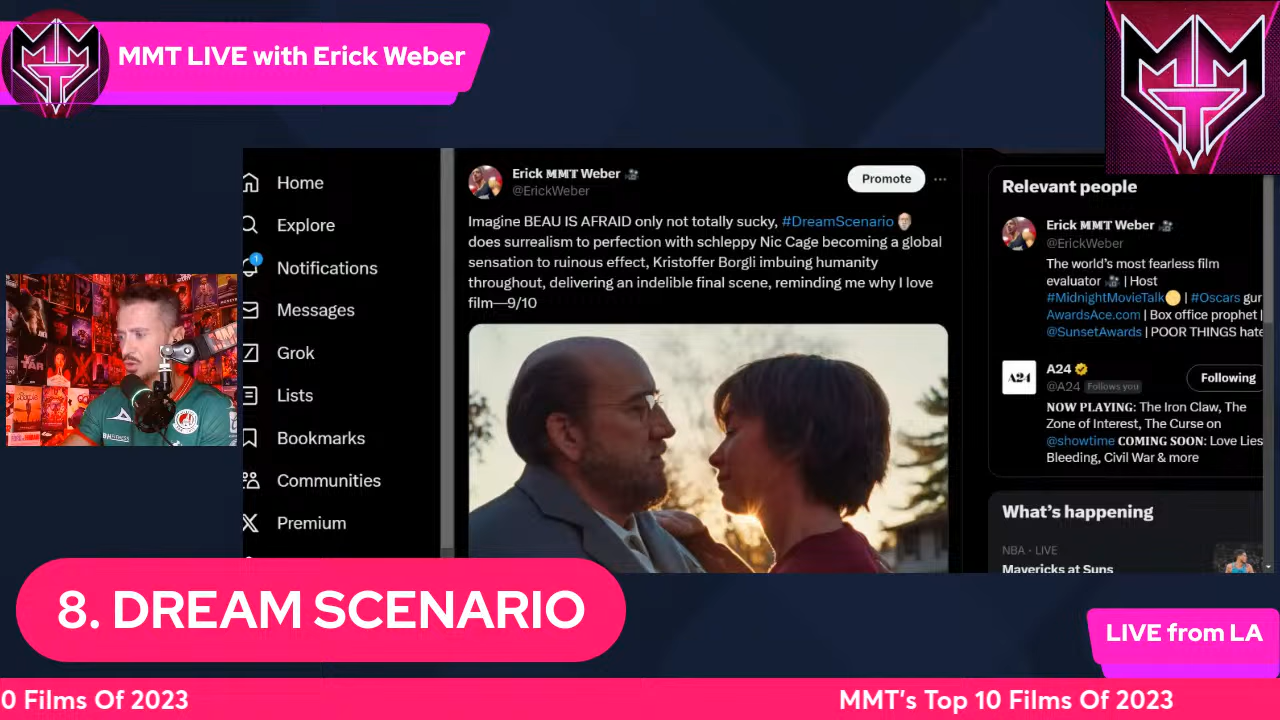 MMT LIVE with Erick Weber
Home
Explore
Notifications
Messages
Grok
Lists
Bookmarks
Communities
Premium
1
Erick MMT Weber
@ErickWeber
Promote
Imagine BEAU IS AFRAID only not totally sucky, #DreamScenario
does surrealism to perfection with schleppy Nic Cage becoming a global
sensation to ruinous effect, Kristoffer Borgli imbuing humanity
throughout, delivering an indelible final scene, reminding me why I love
film—9/10
Relevant people
Erick MMT Weber
@ErickWeber
The world's most fearless film
evaluator | Host
#MidnightMovieTalk | #Oscars gur
AwardsAce.com | Box office prophet |
@SunsetAwards | POOR THINGS hate
A24
A24
@A24 Follows you
Following
NOW PLAYING: The Iron Claw, The
Zone of Interest, The Curse on
@showtime COMING SOON: Love Lies
Bleeding, Civil War & more
What's happening
NBA · LIVE
Mavericks at Suns
TÁR
8. DREAM SCENARIO
LIVE from LA
0 Films Of 2023
MMT's Top 10 Films Of 2023